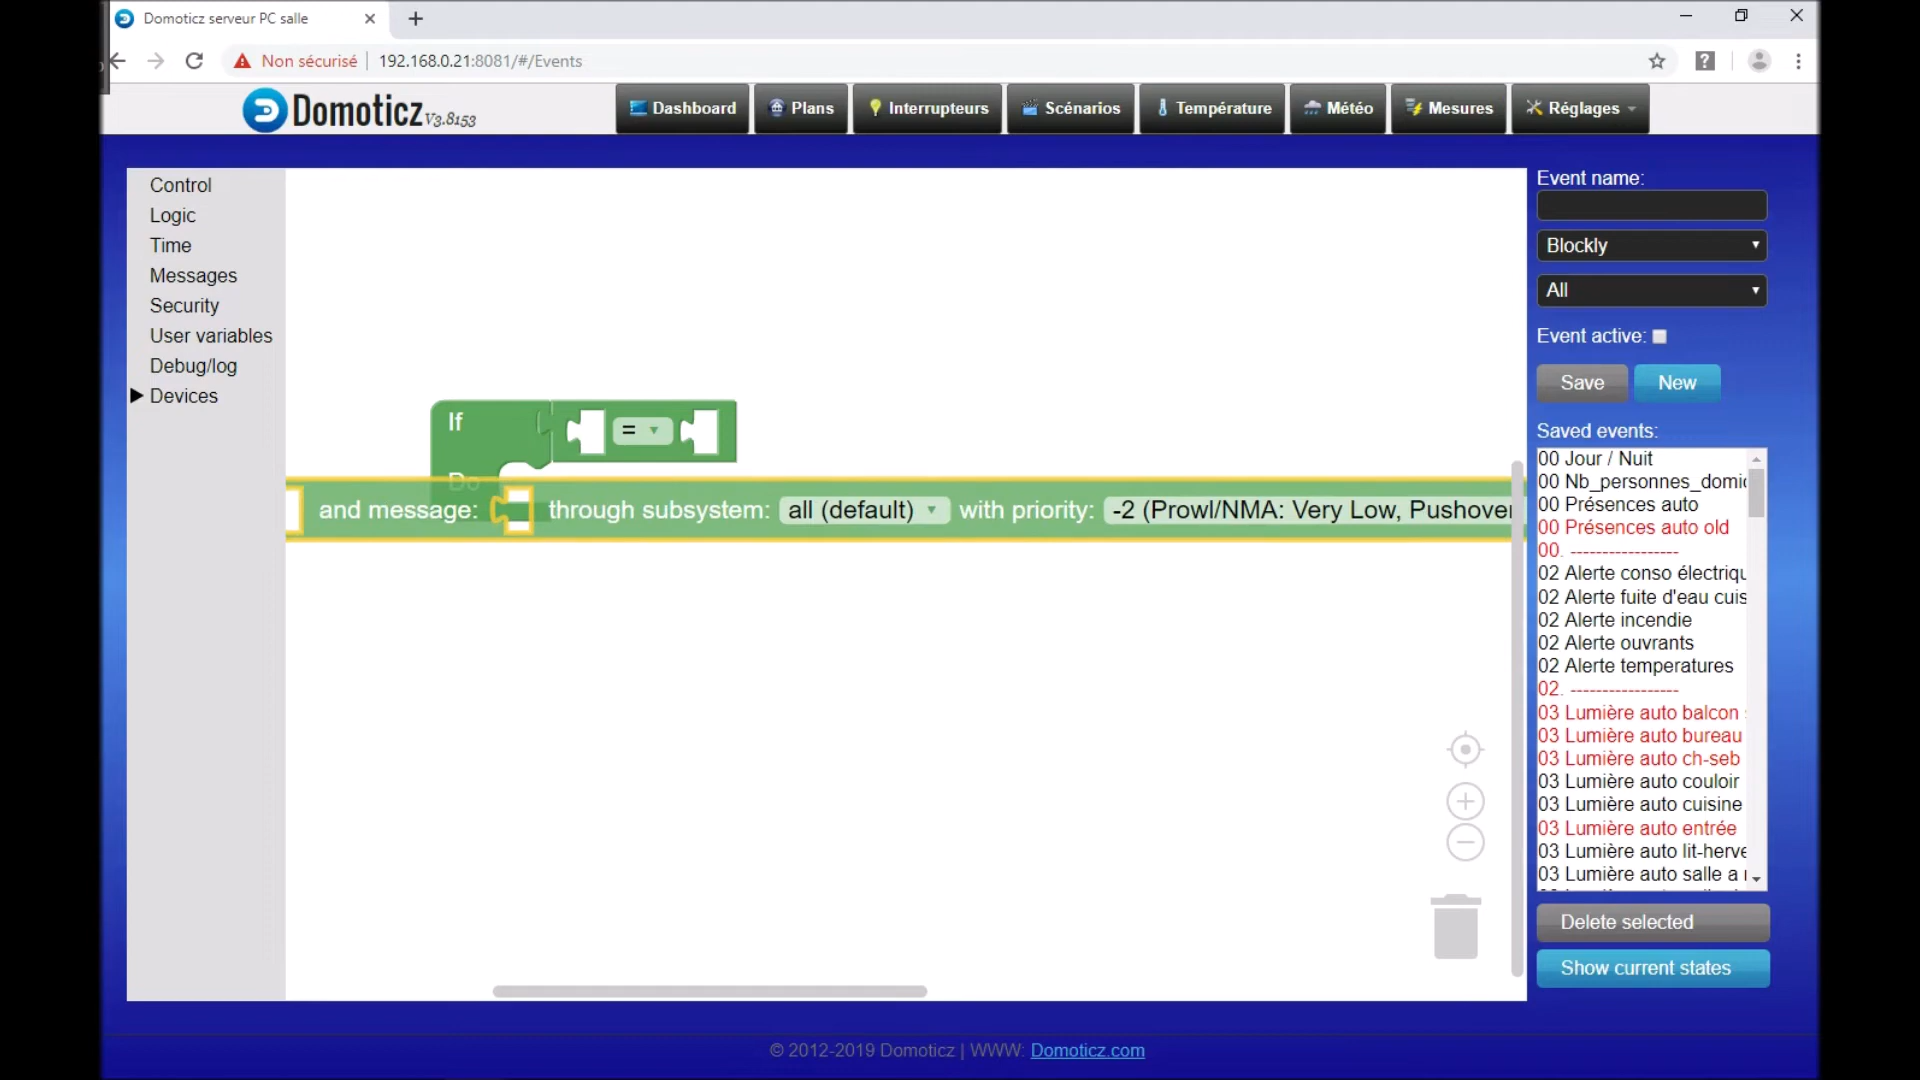 Domoticz serveur PC salle
Non sécurisé
192.168.0.21:8081/#/Events
Domoticz V3.8153
Dashboard
Plans
Interrupteurs
Scénarios
Température
Météo
Mesures
Réglages
Control
Logic
Time
Messages
Security
User variables
Debug/log
Devices
If
=
Do
and message:
through subsystem:
all (default)
with priority:
-2 (Prowl/NMA: Very Low, Pushover
Event name:
Blockly
All
Event active:
Save
New
Saved events:
00 Jour / Nuit
00 Nb_personnes_domic
00 Présences auto
00 Présences auto old
00. -----------------
02 Alerte conso électriqu
02 Alerte fuite d'eau cuis
02 Alerte incendie
02 Alerte ouvrants
02 Alerte temperatures
02. -----------------
03 Lumière auto balcon
03 Lumière auto bureau
03 Lumière auto ch-seb
03 Lumière auto couloir
03 Lumière auto cuisine
03 Lumière auto entrée
03 Lumière auto lit-herve
03 Lumière auto salle a
Delete selected
Show current states
© 2012-2019 Domoticz | WWW: Domoticz.com